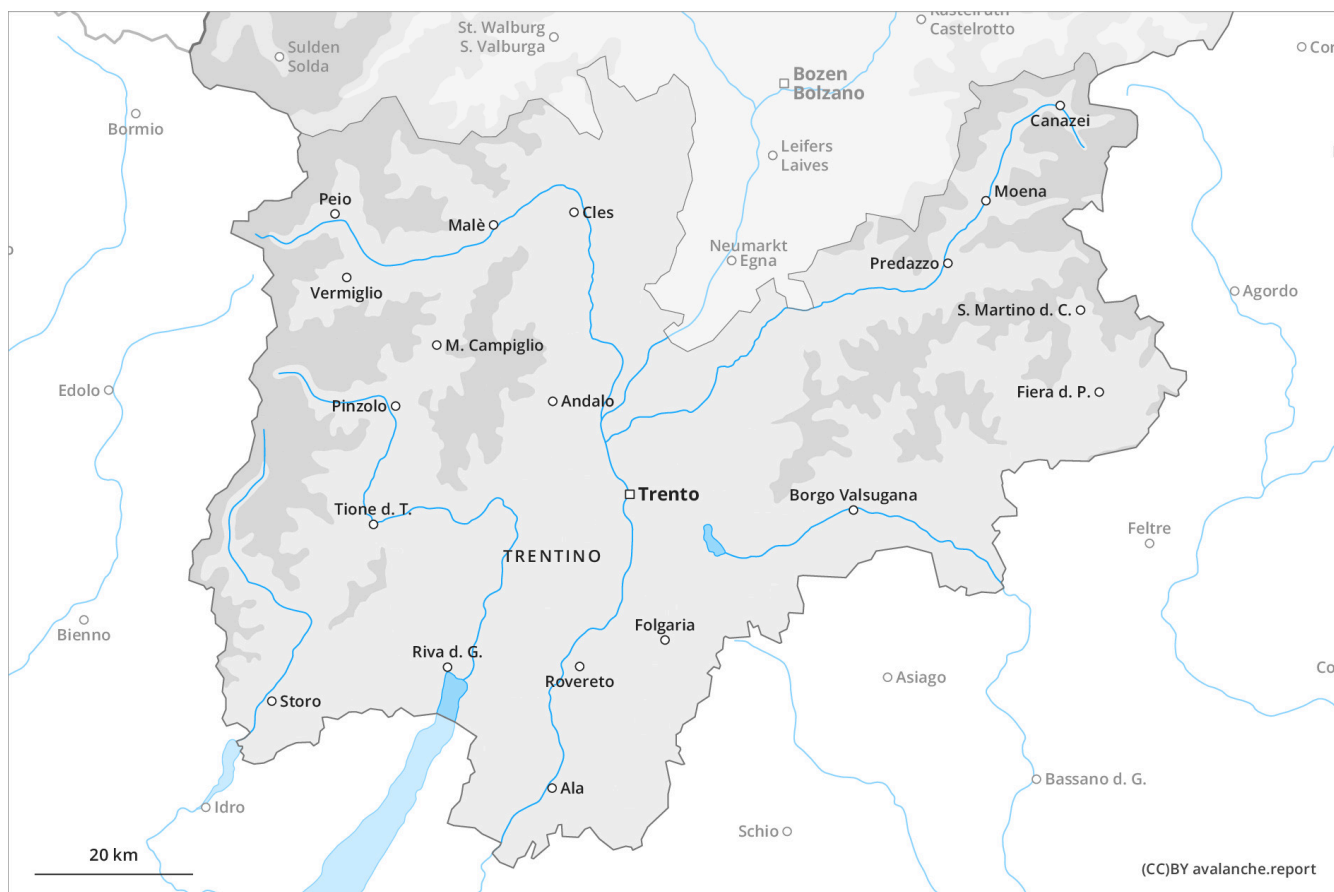 Kastelruth
Castelrotto
St. Walburg
S. Valburga
Sulden
Solda
Bozen
Bolzano
Bormio
Canazei
Leifers
Laives
Moena
Peio
Malè
Cles
Neumarkt
Egna
Predazzo
Vermiglio
Agordo
S. Martino d. C.
M. Campiglio
Edolo
Pinzolo
Andalo
Fiera d. P.
Trento
Borgo Valsugana
Tione d. T.
Feltre
TRENTINO
Bienno
Folgaria
Riva d. G.
Rovereto
Asiago
Storo
Ala
Bassano d. G.
Idro
Schio
20 km
(CC)BY avalanche.report